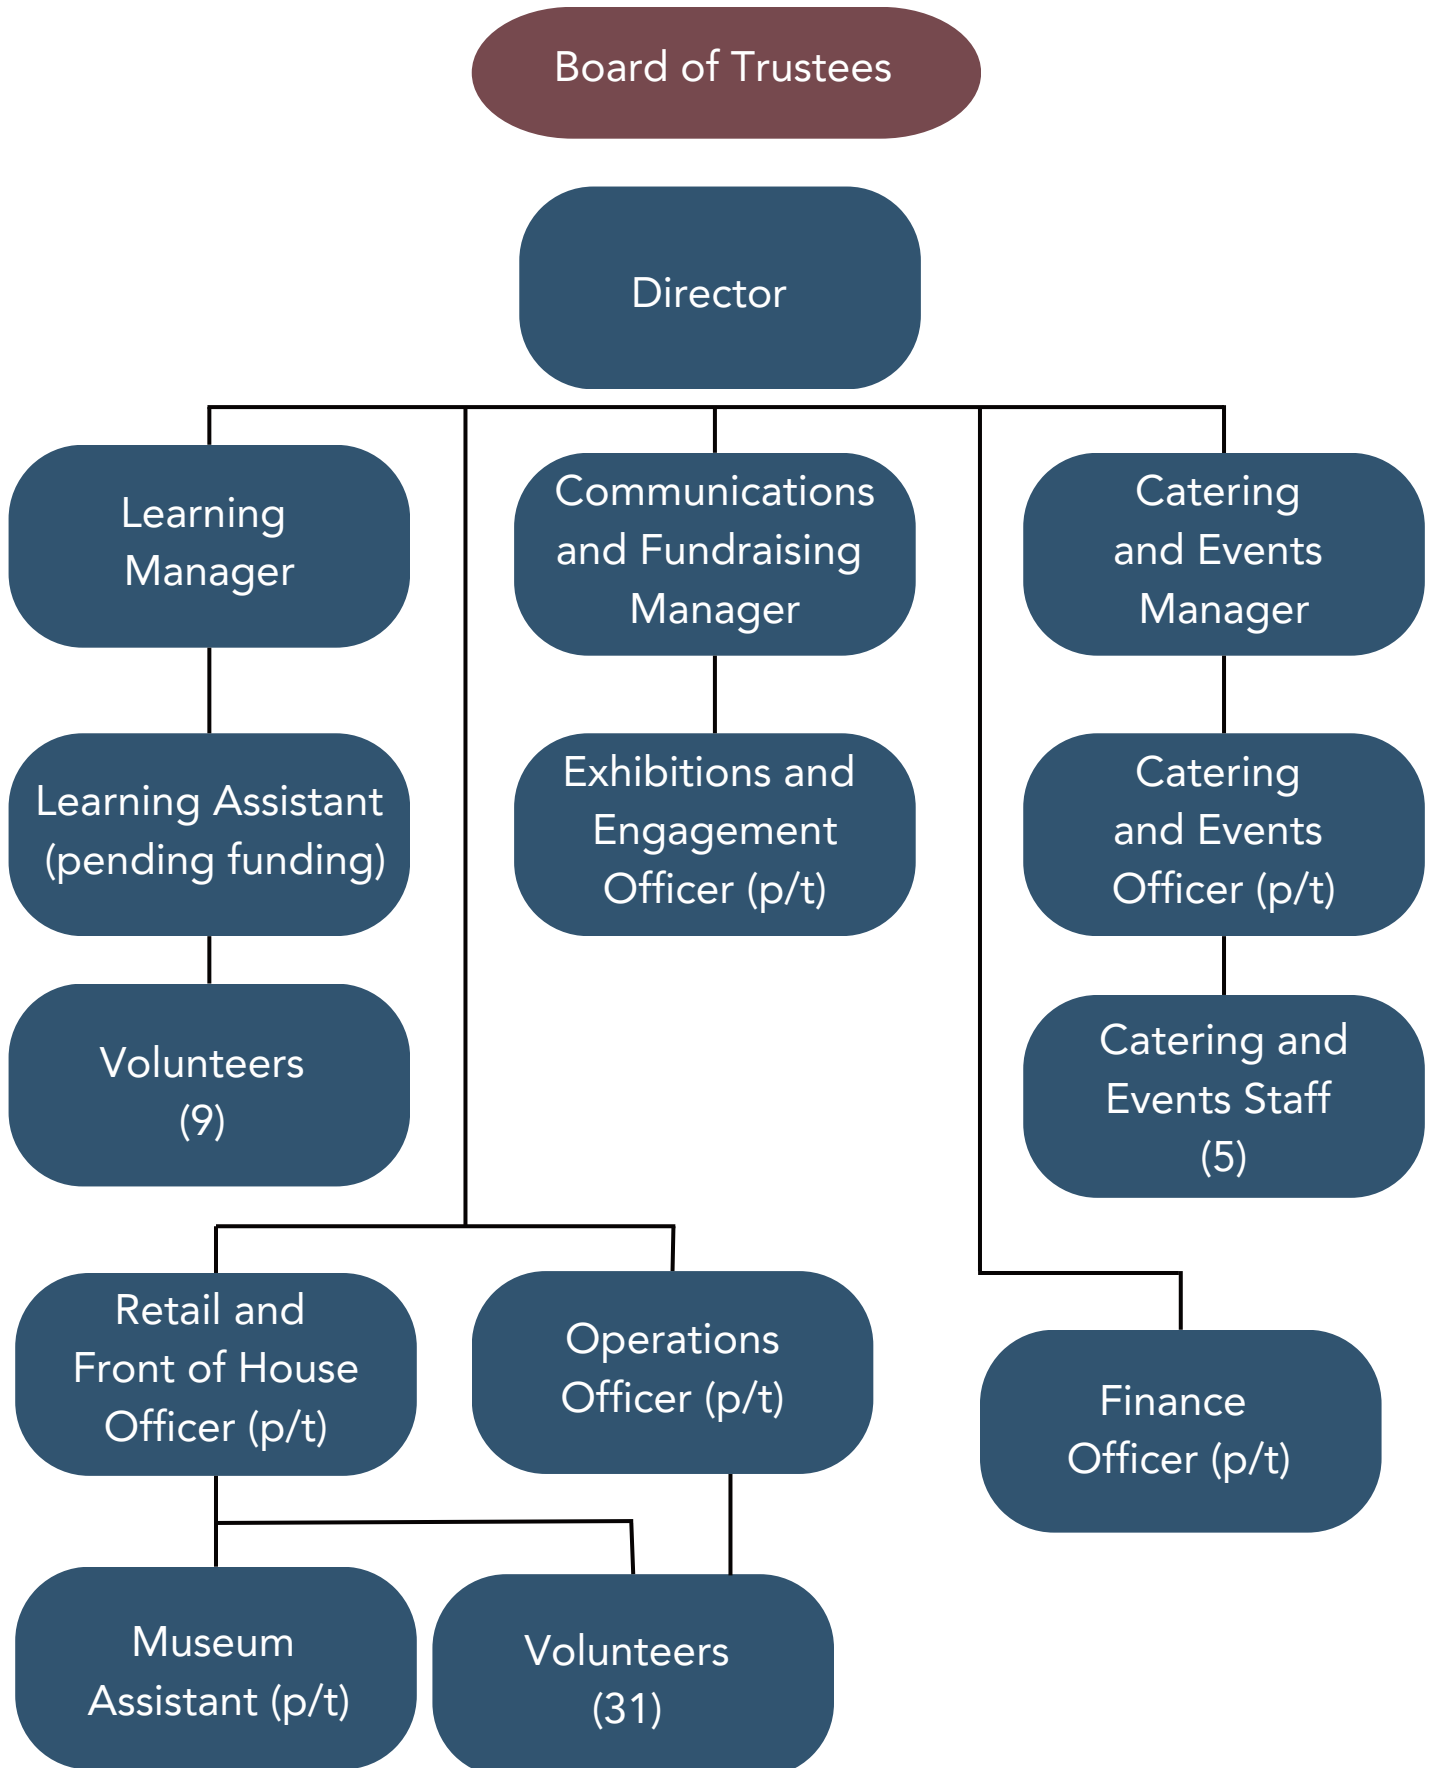 Board of Trustees
Director
Learning
Manager
Communications
and Fundraising
Manager
Catering
and Events
Manager
Learning Assistant
(pending funding)
Exhibitions and
Engagement
Officer (p/t)
Catering
and Events
Officer (p/t)
Volunteers
(9)
Catering and
Events Staff
(5)
Retail and
Front of House
Officer (p/t)
Operations
Officer (p/t)
Finance
Officer (p/t)
Museum
Assistant (p/t)
Volunteers
(31)